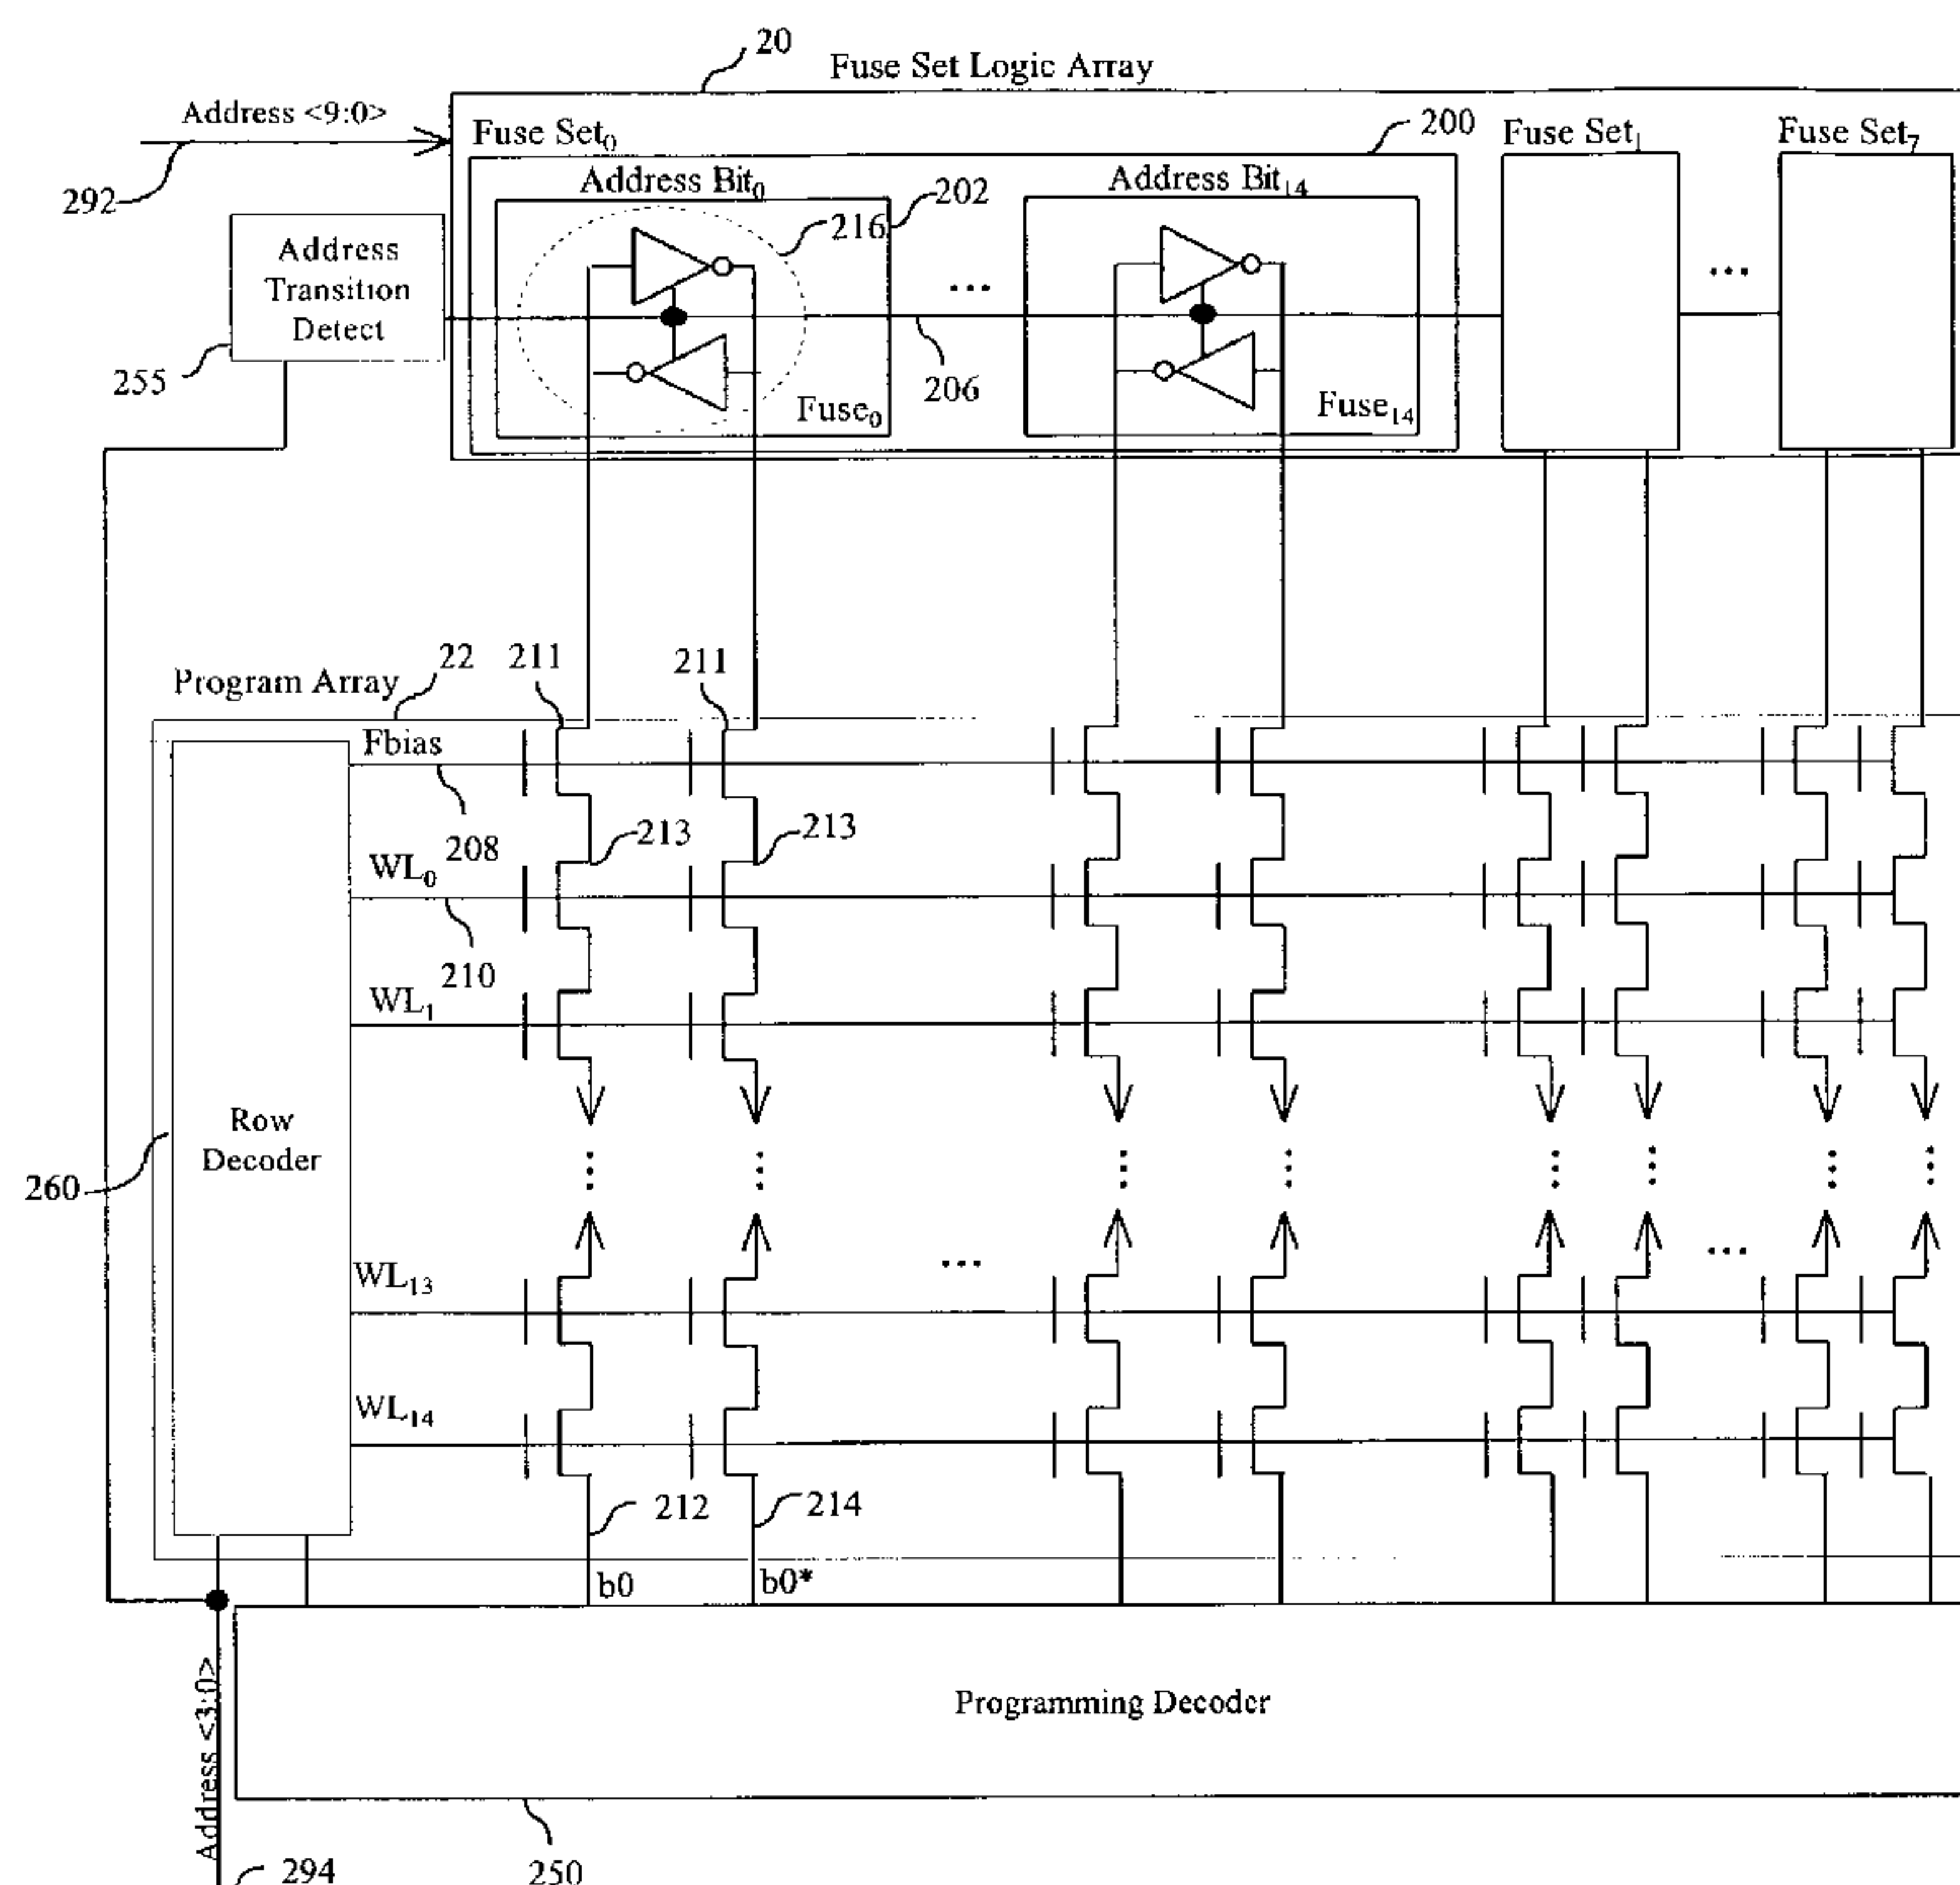 20
Fuse Set Logic Array
Address <9:0>
292
Fuse Set₀
200
Fuse Set₁
Fuse Set₇
Address Bit₀
202
Address Bit₁₄
216
Address
Transition
Detect
...
...
255
206
Fuse₀
Fuse₁₄
Program Array
22
211
211
Fbias
208
213
213
WL₀
210
WL₁
Row
Decoder
260
WL₁₃
...
...
WL₁₄
212
214
b0
b0*
Address <3:0>
Programming Decoder
294
250